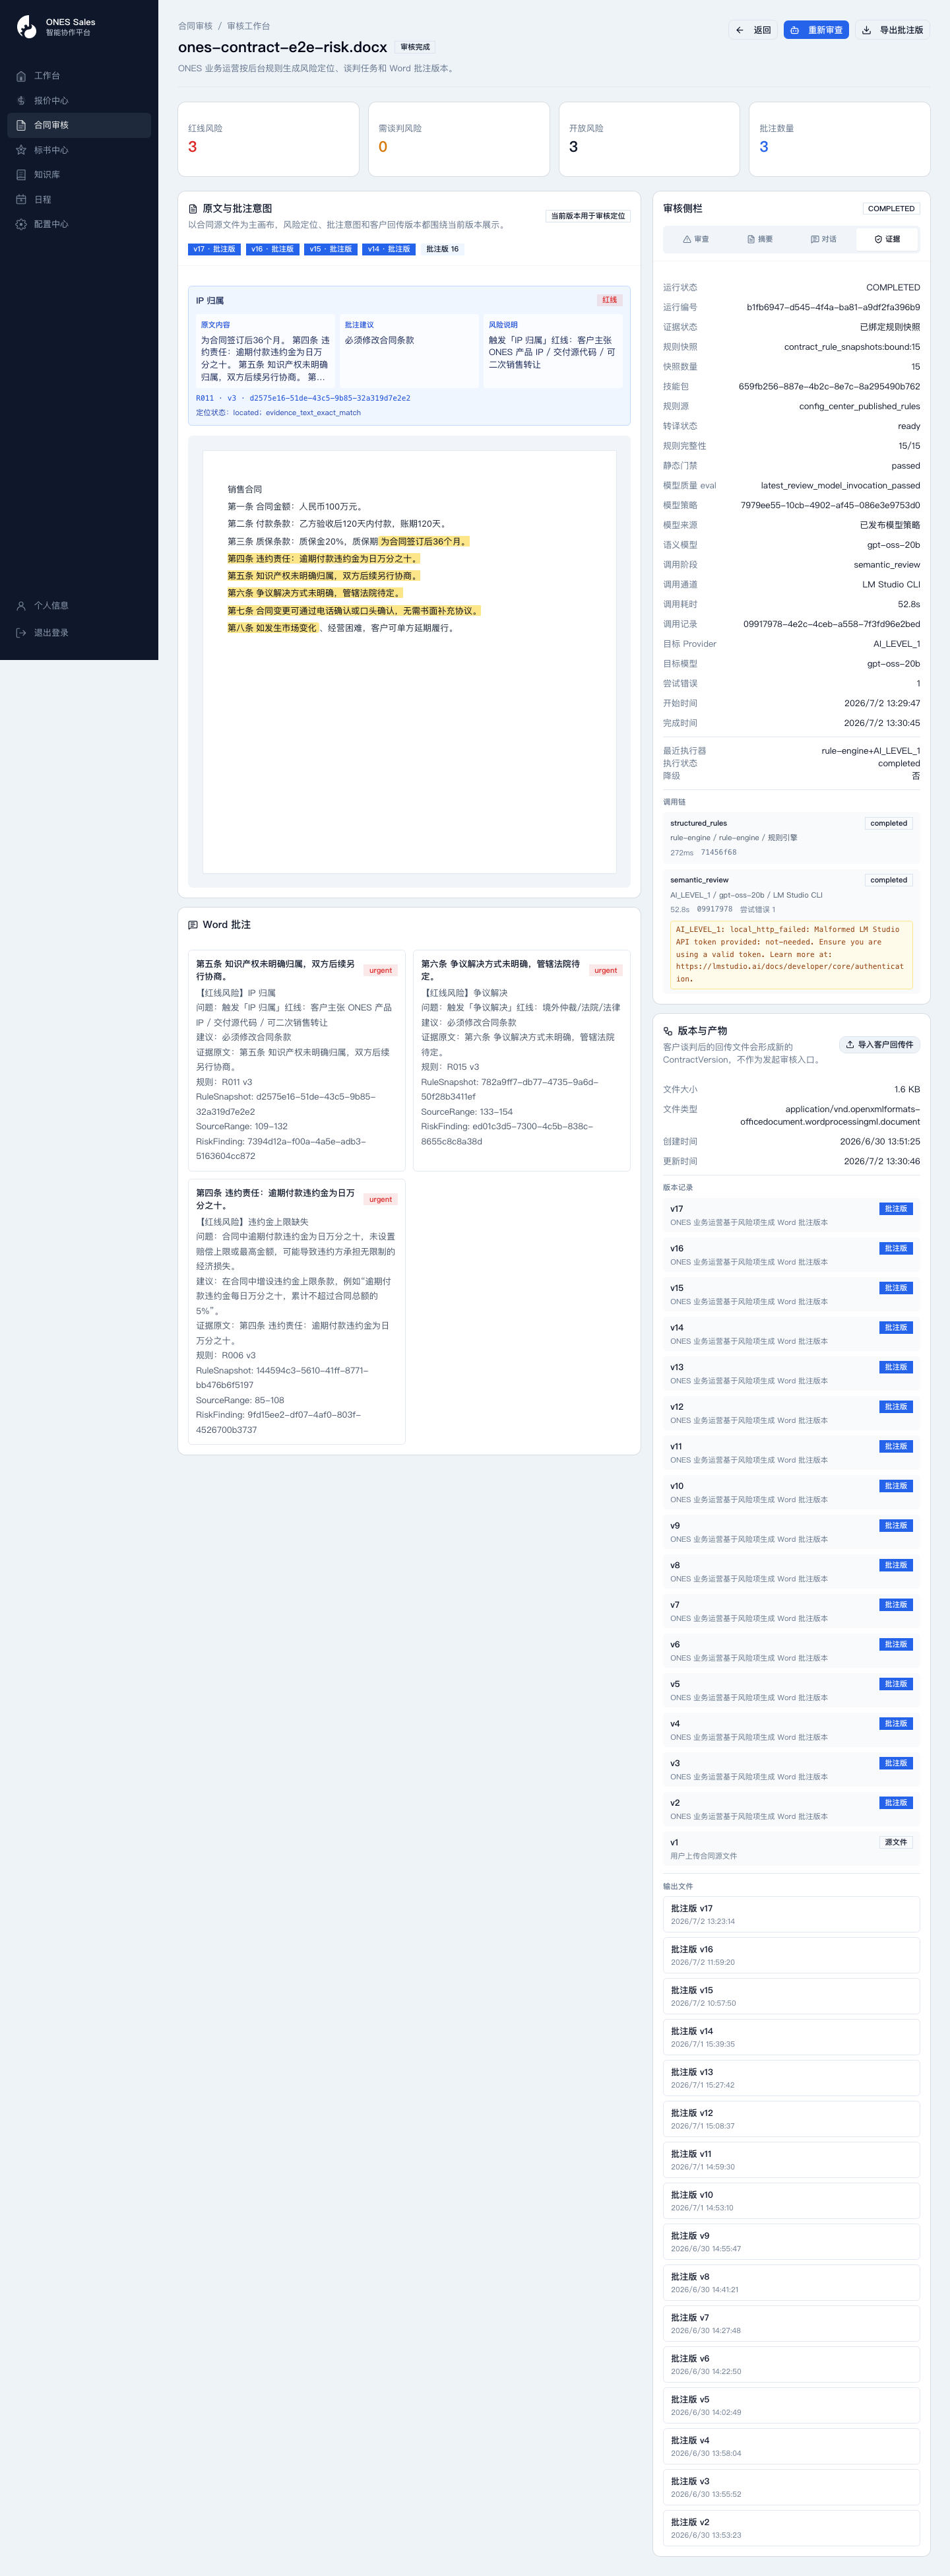 ONES Sales
智能协作平台
工作台
报价中心
合同审核
标书中心
知识库
日程
配置中心
个人信息
退出登录
合同审核 / 审核工作台
ones-contract-e2e-risk.docx 审核完成
ONES 业务运营按后台规则生成风险定位、谈判任务和 Word 批注版本。
返回
重新审核
导出批注版
红线风险
3
需谈判风险
0
开放风险
3
批注数量
3
原文与批注意图
以合同源文件为主画布，风险定位、批注意图和客户回传版本都围绕当前版本展示。
当前版本用于审核定位
v17 · 批注版
v16 · 批注版
v15 · 批注版
v14 · 批注版
批注版 16
IP 归属
红线
原文内容
为合同签订后36个月。 第四条 违
约责任：逾期付款违约金为日万
分之十。 第五条 知识产权未明确
归属，双方后续另行协商。 第...
批注建议
必须修改合同条款
风险说明
触发「IP 归属」红线：客户主张
ONES 产品 IP / 交付源代码 / 可
二次销售转让
R011 · v3 · d2575e16-51de-43c5-9b85-32a319d7e2e2
定位状态：located；evidence_text_exact_match
销售合同
第一条 合同金额：人民币100万元。
第二条 付款条款：乙方验收后120天内付款，账期120天。
第三条 质保条款：质保金20%，质保期 为合同签订后36个月。
第四条 违约责任：逾期付款违约金为日万分之十。
第五条 知识产权未明确归属，双方后续另行协商。
第六条 争议解决方式未明确，管辖法院待定。
第七条 合同变更可通过电话确认或口头确认，无需书面补充协议。
第八条 如发生市场变化 、经营困难，客户可单方延期履行。
Word 批注
第五条 知识产权未明确归属，双方后续另
行协商。
urgent
【红线风险】IP 归属
问题：触发「IP 归属」红线：客户主张 ONES 产品
IP / 交付源代码 / 可二次销售转让
建议：必须修改合同条款
证据原文：第五条 知识产权未明确归属，双方后续
另行协商。
规则：R011 v3
RuleSnapshot: d2575e16-51de-43c5-9b85-
32a319d7e2e2
SourceRange: 109-132
RiskFinding: 7394d12a-f00a-4a5e-adb3-
5163604cc872
第六条 争议解决方式未明确，管辖法院待
定。
urgent
【红线风险】争议解决
问题：触发「争议解决」红线：境外仲裁/法院/法律
建议：必须修改合同条款
证据原文：第六条 争议解决方式未明确，管辖法院
待定。
规则：R015 v3
RuleSnapshot: 782a9ff7-db77-4735-9a6d-
50f28b3411ef
SourceRange: 133-154
RiskFinding: ed01c3d5-7300-4c5b-838c-
8655c8c8a38d
第四条 违约责任：逾期付款违约金为日万
分之十。
urgent
【红线风险】违约金上限缺失
问题：合同中逾期付款违约金为日万分之十，未设置
赔偿上限或最高金额，可能导致违约方承担无限制的
经济损失。
建议：在合同中增设违约金上限条款，例如“逾期付
款违约金每日万分之十，累计不超过合同总额的
5%”。
证据原文：第四条 违约责任：逾期付款违约金为日
万分之十。
规则：R006 v3
RuleSnapshot: 144594c3-5610-41ff-8771-
bb476b6f5197
SourceRange: 85-108
RiskFinding: 9fd15ee2-df07-4af0-803f-
4526700b3737
审核侧栏
COMPLETED
审查
摘要
对话
证据
运行状态 COMPLETED
运行编号 b1fb6947-d545-4f4a-ba81-a9df2fa396b9
证据状态 已绑定规则快照
规则快照 contract_rule_snapshots:bound:15
快照数量 15
技能包 659fb256-887e-4b2c-8e7c-8a295490b762
规则源 config_center_published_rules
转译状态 ready
规则完整性 15/15
静态门禁 passed
模型质量 eval latest_review_model_invocation_passed
模型策略 7979ee55-10cb-4902-af45-086e3e9753d0
模型来源 已发布模型策略
语义模型 gpt-oss-20b
调用阶段 semantic_review
调用通道 LM Studio CLI
调用耗时 52.8s
调用记录 09917978-4e2c-4ceb-a558-7f3fd96e2bed
目标 Provider AI_LEVEL_1
目标模型 gpt-oss-20b
尝试错误 1
开始时间 2026/7/2 13:29:47
完成时间 2026/7/2 13:30:45
最近执行器 rule-engine+AI_LEVEL_1
执行状态 completed
降级 否
调用链
structured_rules completed
rule-engine / rule-engine / 规则引擎
272ms 71456f68
semantic_review completed
AI_LEVEL_1 / gpt-oss-20b / LM Studio CLI
52.8s 09917978 尝试错误 1
AI_LEVEL_1: local_http_failed: Malformed LM Studio
API token provided: not-needed. Ensure you are
using a valid token. Learn more at:
https://lmstudio.ai/docs/developer/core/authenticat
ion.
版本与产物
客户谈判后的回传文件会形成新的
ContractVersion，不作为发起审核入口。
导入客户回传件
文件大小 1.6 KB
文件类型 application/vnd.openxmlformats-
officedocument.wordprocessingml.document
创建时间 2026/6/30 13:51:25
更新时间 2026/7/2 13:30:46
版本记录
v17 批注版
ONES 业务运营基于风险项生成 Word 批注版本
v16 批注版
ONES 业务运营基于风险项生成 Word 批注版本
v15 批注版
ONES 业务运营基于风险项生成 Word 批注版本
v14 批注版
ONES 业务运营基于风险项生成 Word 批注版本
v13 批注版
ONES 业务运营基于风险项生成 Word 批注版本
v12 批注版
ONES 业务运营基于风险项生成 Word 批注版本
v11 批注版
ONES 业务运营基于风险项生成 Word 批注版本
v10 批注版
ONES 业务运营基于风险项生成 Word 批注版本
v9 批注版
ONES 业务运营基于风险项生成 Word 批注版本
v8 批注版
ONES 业务运营基于风险项生成 Word 批注版本
v7 批注版
ONES 业务运营基于风险项生成 Word 批注版本
v6 批注版
ONES 业务运营基于风险项生成 Word 批注版本
v5 批注版
ONES 业务运营基于风险项生成 Word 批注版本
v4 批注版
ONES 业务运营基于风险项生成 Word 批注版本
v3 批注版
ONES 业务运营基于风险项生成 Word 批注版本
v2 批注版
ONES 业务运营基于风险项生成 Word 批注版本
v1 源文件
用户上传合同源文件
输出文件
批注版 v17
2026/7/2 13:23:14
批注版 v16
2026/7/2 11:59:20
批注版 v15
2026/7/2 10:57:50
批注版 v14
2026/7/1 15:39:35
批注版 v13
2026/7/1 15:27:42
批注版 v12
2026/7/1 15:08:37
批注版 v11
2026/7/1 14:59:30
批注版 v10
2026/7/1 14:53:10
批注版 v9
2026/6/30 14:55:47
批注版 v8
2026/6/30 14:41:21
批注版 v7
2026/6/30 14:27:48
批注版 v6
2026/6/30 14:22:50
批注版 v5
2026/6/30 14:02:49
批注版 v4
2026/6/30 13:58:04
批注版 v3
2026/6/30 13:55:52
批注版 v2
2026/6/30 13:53:23